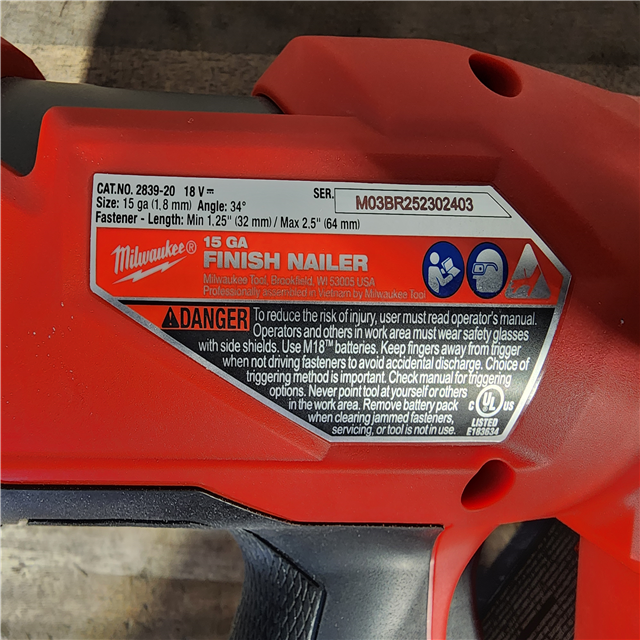 CAT.NO. 2839-20 18 V⎓ SER. M03BR252302403
Size: 15 ga (1.8 mm) Angle: 34°
Fastener - Length: Min 1.25" (32 mm) / Max 2.5" (64 mm)
Milwaukee® 15 GA
FINISH NAILER
Milwaukee Tool, Brookfield, WI 53005 USA
Professionally assembled in Vietnam by Milwaukee Tool
⚠DANGER To reduce the risk of injury, user must read operator's manual.
Operators and others in work area must wear safety glasses
with side shields. Use M18™ batteries. Keep fingers away from trigger
when not driving fasteners to avoid accidental discharge. Choice of
triggering method is important. Check manual for triggering
options. Never point tool at yourself or others
in the work area. Remove battery pack
when clearing jammed fasteners,
servicing, or tool is not in use.
C UL US
LISTED
E163634